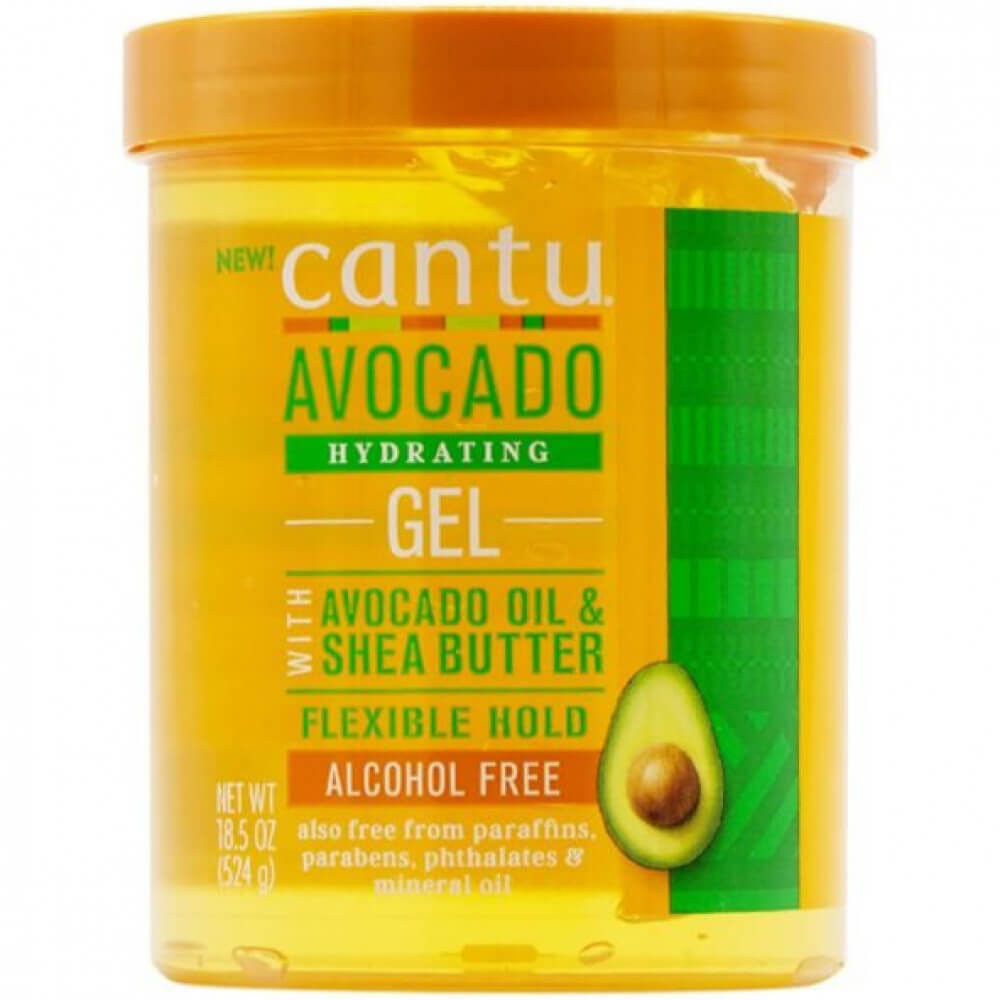 NEW!
cantu®
AVOCADO
HYDRATING
GEL
WITH
AVOCADO OIL &
SHEA BUTTER
FLEXIBLE HOLD
ALCOHOL FREE
also free from paraffins,
parabens, phthalates &
mineral oil
NET WT
18.5 OZ
(524 g)